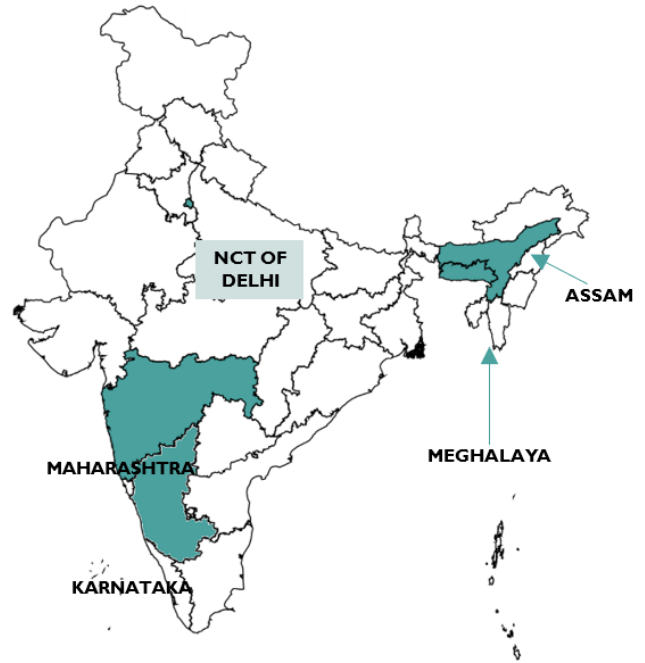 NCT OF
DELHI
ASSAM
MEGHALAYA
MAHARASHTRA
KARNATAKA